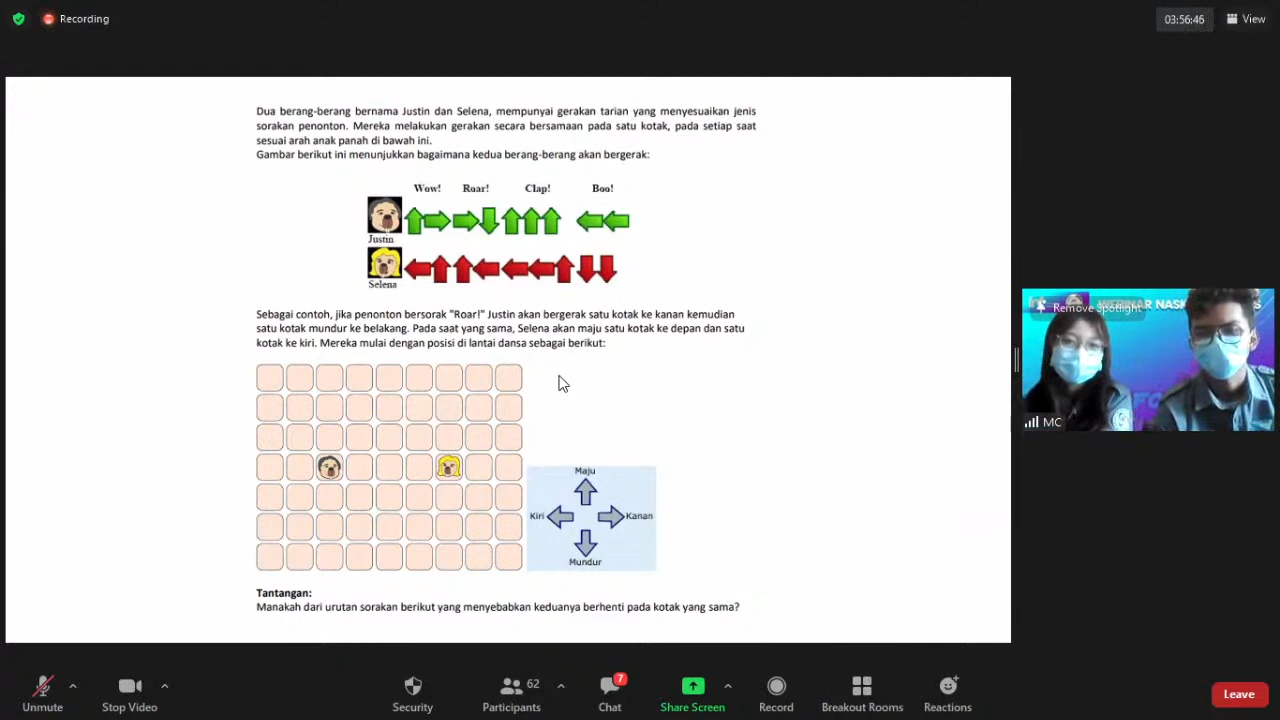 Recording
03:56:46
View
Dua berang-berang bernama Justin dan Selena, mempunyai gerakan tarian yang menyesuaikan jenis
sorakan penonton. Mereka melakukan gerakan secara bersamaan pada satu kotak, pada setiap saat
sesuai arah anak panah di bawah ini.
Gambar berikut ini menunjukkan bagaimana kedua berang-berang akan bergerak:
Wow! Roar! Clap! Boo!
Justin
Selena
Sebagai contoh, jika penonton bersorak "Roar!" Justin akan bergerak satu kotak ke kanan kemudian
satu kotak mundur ke belakang. Pada saat yang sama, Selena akan maju satu kotak ke depan dan satu
kotak ke kiri. Mereka mulai dengan posisi di lantai dansa sebagai berikut:
Maju
Kiri Kanan
Mundur
Tantangan:
Manakah dari urutan sorakan berikut yang menyebabkan keduanya berhenti pada kotak yang sama?
WEBINAR
Remove Spotlight
MC
Unmute
Stop Video
Security
62
Participants
7
Chat
Share Screen
Record
Breakout Rooms
Reactions
Leave